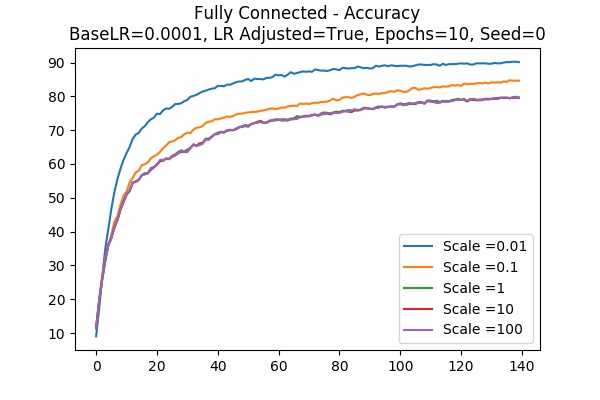 Fully Connected - Accuracy
BaseLR=0.0001, LR Adjusted=True, Epochs=10, Seed=0
90
80
70
60
50
40
30
20
10
Scale =0.01
Scale =0.1
Scale =1
Scale =10
Scale =100
0 20 40 60 80 100 120 140